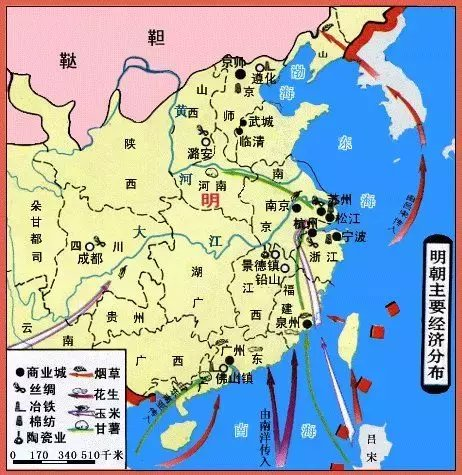 鞑靼
京师
遵化
渤海
山
山西
京师
黄河
武城
临清
潞安
东海
陕西
河南
南京
明
南京
苏州
松江
杭州
宁波
浙江
朵甘都司
四川
成都
大江
湖广
景德镇
铅山
江西
福建
泉州
贵州
云南
广西
广东
广州
佛山镇
南海
由南洋传入
吕宋
明朝主要经济分布
商业城
丝绸
冶铁
棉纺
陶瓷业
烟草
花生
玉米
甘薯
0 170 340 510千米